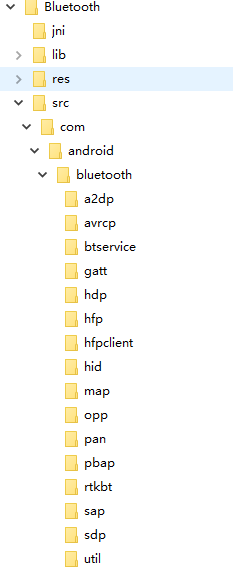 Bluetooth
jni
lib
res
src
com
android
bluetooth
a2dp
avrcp
btservice
gatt
hdp
hfp
hfpclient
hid
map
opp
pan
pbap
rtkbt
sap
sdp
util